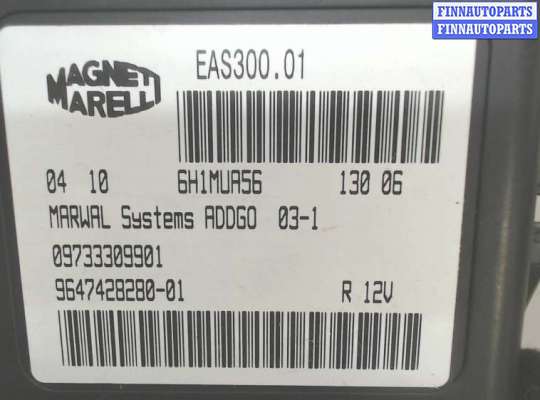 FINNAUTOPARTS
FINNAUTOPARTS
MAGNETI
MARELLI
EAS300.01
04 10 6H1MUA56 130 06
MARWAL Systems ADDGO 03-1
09733309901
9647428280-01 R 12V